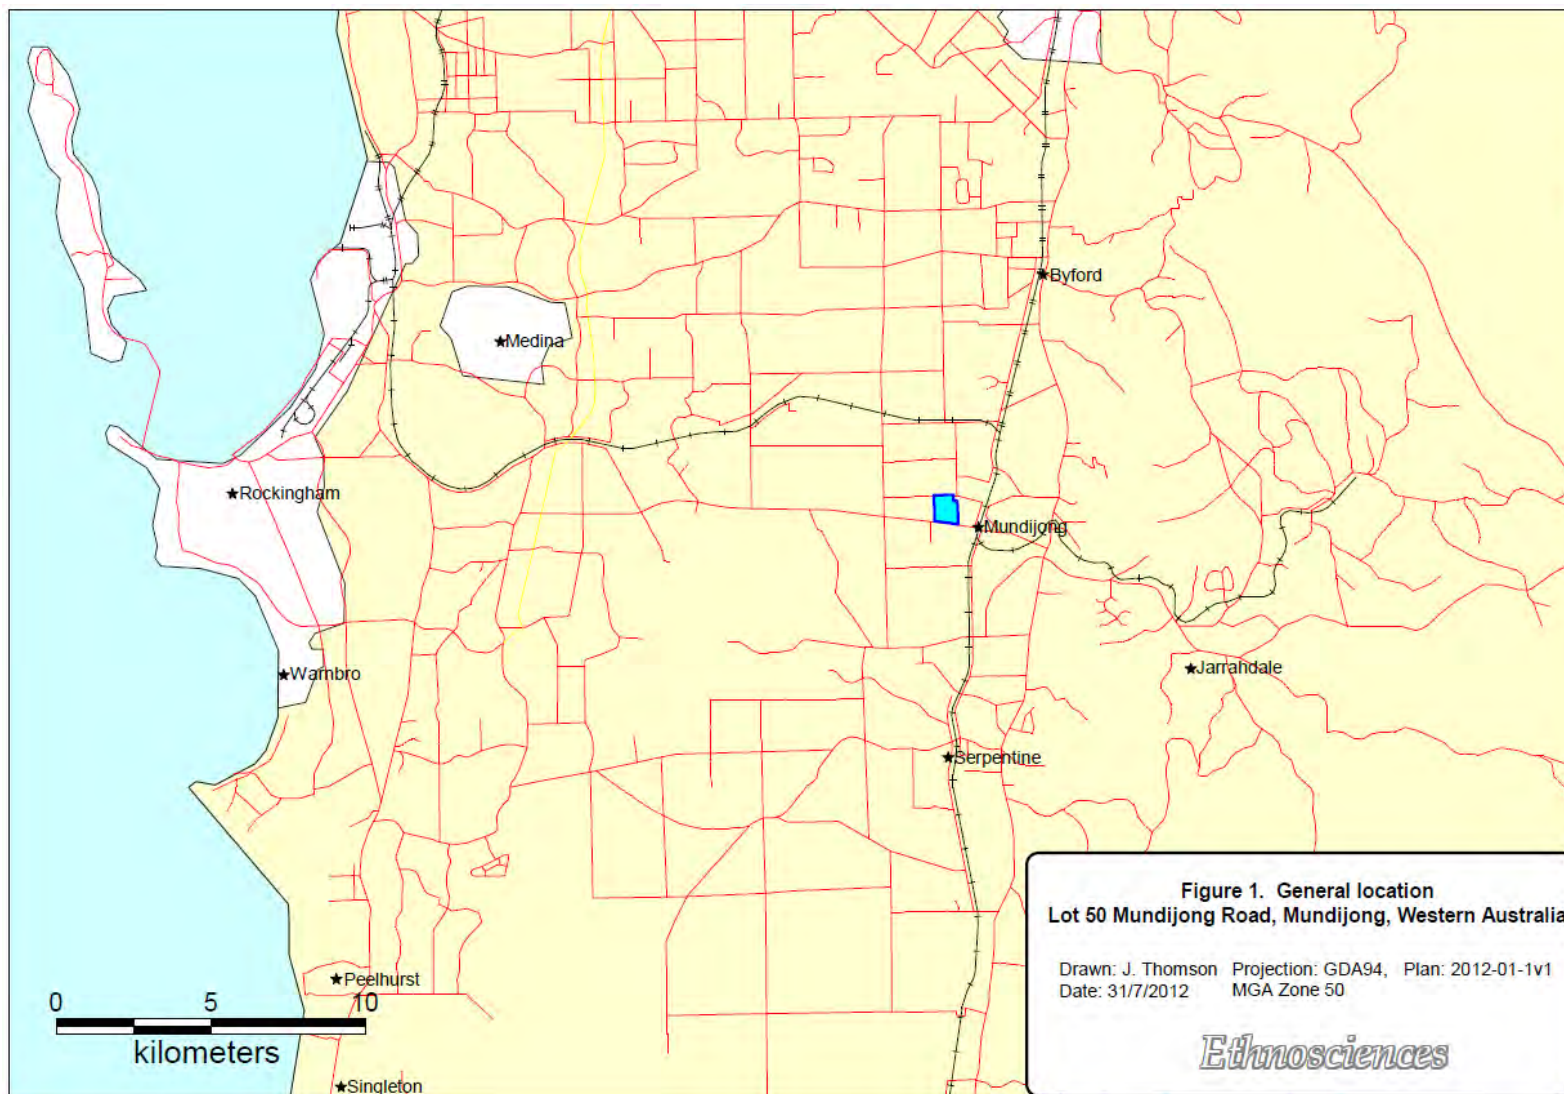 Byford
Medina
Rockingham
Mundijong
Warnbro
Jarrahdale
Serpentine
Peelhurst
Singleton
0 5 10
kilometers
Figure 1. General location
Lot 50 Mundijong Road, Mundijong, Western Australia
Drawn: J. Thomson Projection: GDA94, Plan: 2012-01-1v1
Date: 31/7/2012 MGA Zone 50
Ethnosciences